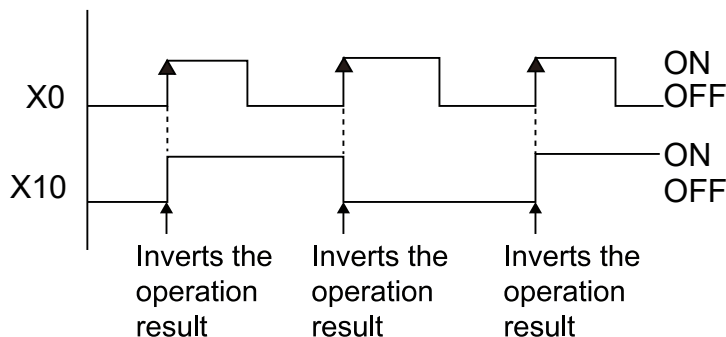 X0
ON
OFF
X10
ON
OFF
Inverts the
operation
result
Inverts the
operation
result
Inverts the
operation
result